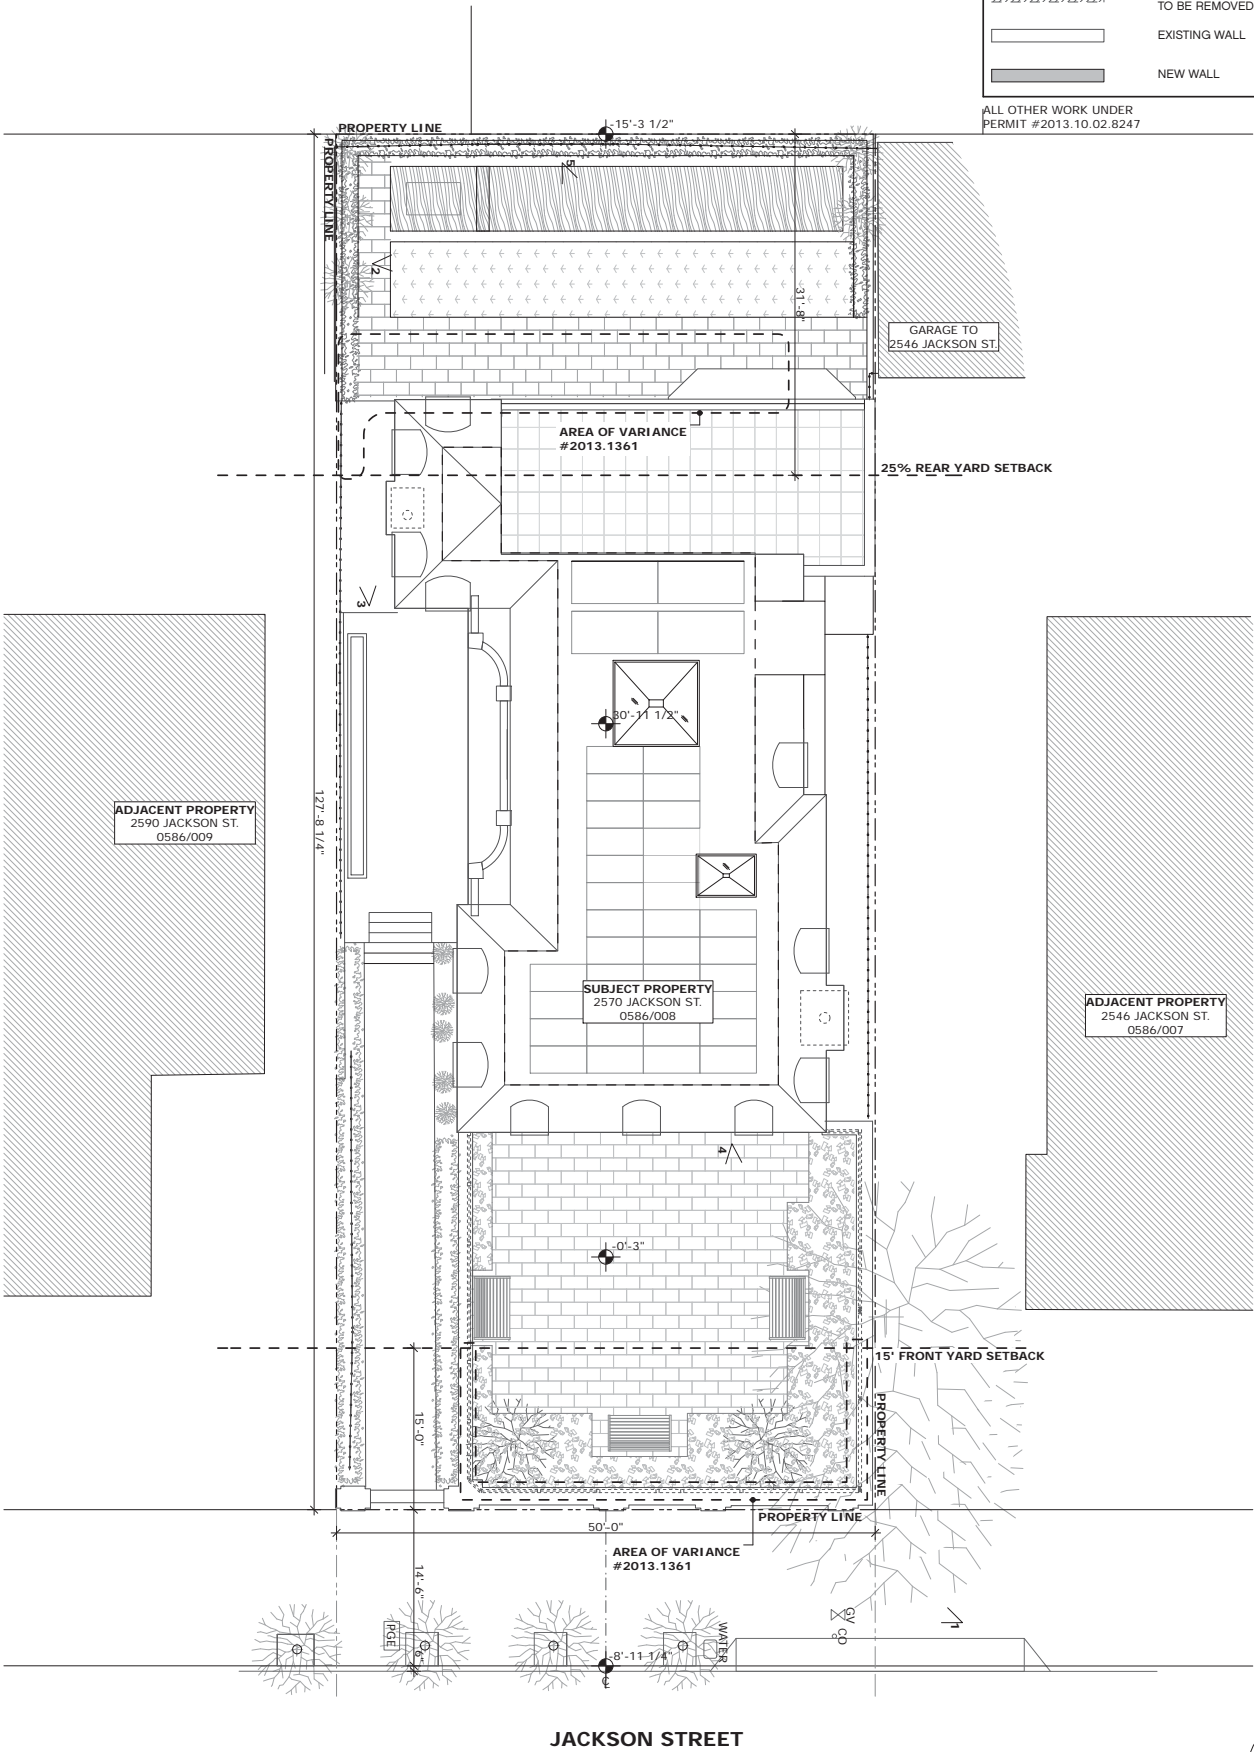 TO BE REMOVED
EXISTING WALL
NEW WALL
ALL OTHER WORK UNDER
PERMIT #2013.10.02.8247
PROPERTY LINE
-15'-3 1/2"
PROPERTY LINE
5
2
31'-8"
GARAGE TO
2546 JACKSON ST.
AREA OF VARIANCE
#2013.1361
25% REAR YARD SETBACK
3
30'-11 1/2"
127'-8 1/4"
ADJACENT PROPERTY
2590 JACKSON ST.
0586/009
SUBJECT PROPERTY
2570 JACKSON ST.
0586/008
ADJACENT PROPERTY
2546 JACKSON ST.
0586/007
4
-0'-3"
15' FRONT YARD SETBACK
15'-0"
PROPERTY LINE
PROPERTY LINE
50'-0"
AREA OF VARIANCE
#2013.1361
14'-6"
PGE
WATER
GV
CO
1
6"
-8'-11 1/4"
JACKSON STREET